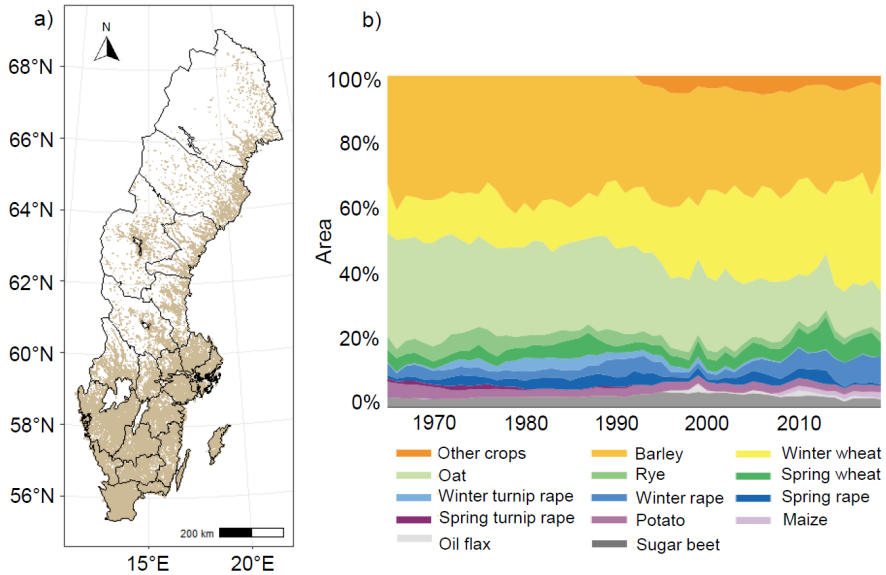 a)
N
68°N
66°N
64°N
62°N
60°N
58°N
56°N
200 km
15°E 20°E
b)
100%
80%
60%
40%
20%
0%
Area
1970 1980 1990 2000 2010
Other crops Barley Winter wheat
Oat Rye Spring wheat
Winter turnip rape Winter rape Spring rape
Spring turnip rape Potato Maize
Oil flax Sugar beet